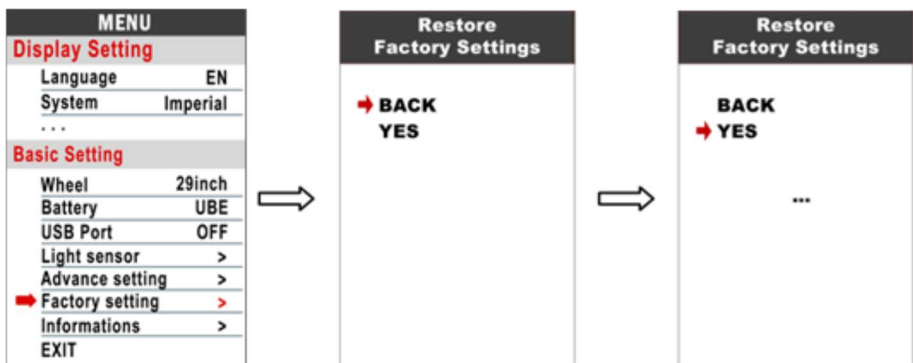 MENU
Display Setting
Language EN
System Imperial
...
Basic Setting
Wheel 29inch
Battery UBE
USB Port OFF
Light sensor >
Advance setting >
Factory setting >
Informations >
EXIT
Restore
Factory Settings
BACK
YES
Restore
Factory Settings
BACK
YES
...